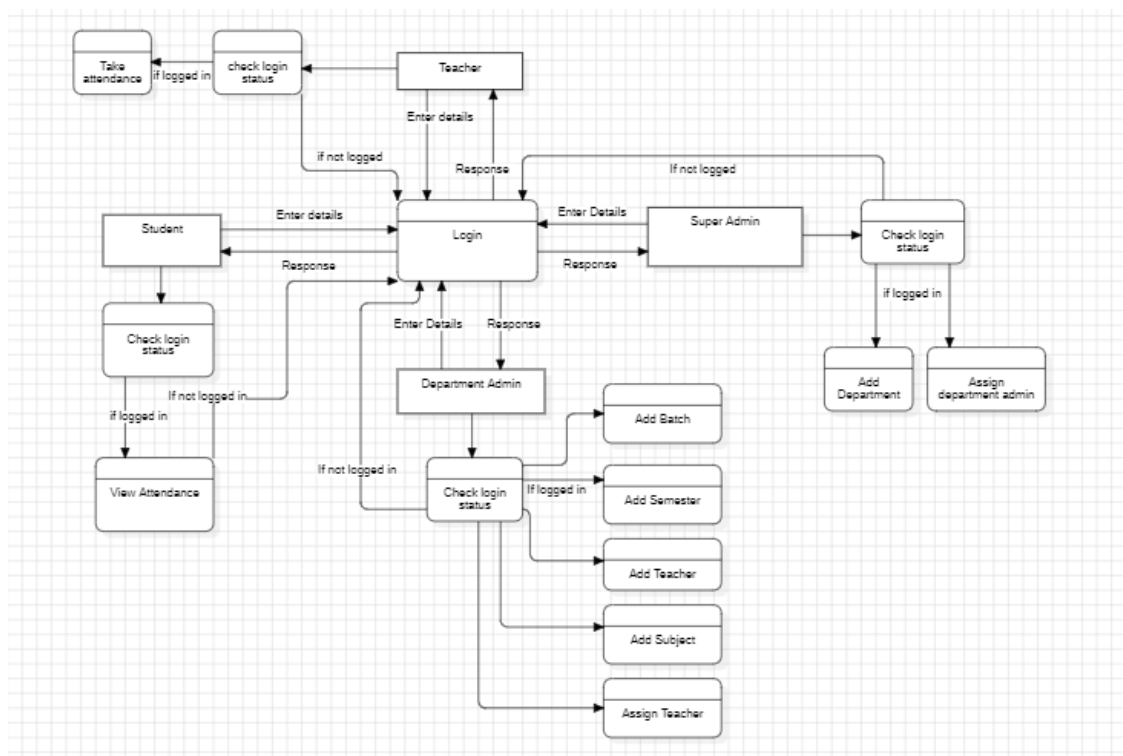 Take
attendance
if logged in
check login
status
Teacher
Enter details
if not logged
Response
If not logged
Student
Enter details
Login
Enter Details
Super Admin
Check login
status
Response
Response
if logged in
Check login
status
Enter Details
Response
Add
Department
Assign
department admin
Department Admin
If not logged in
if logged in
Add Batch
View Attendance
If not logged in
Check login
status
If logged in
Add Semester
Add Teacher
Add Subject
Assign Teacher